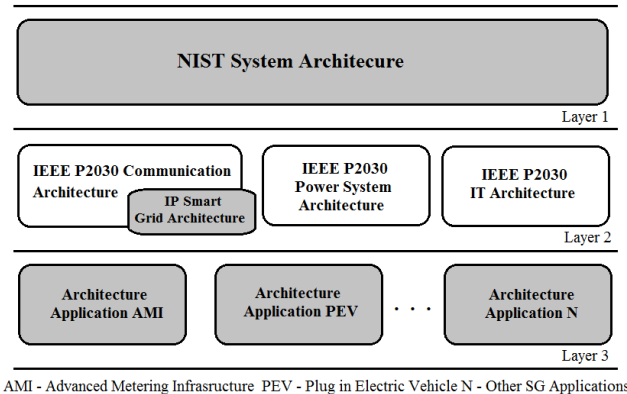 NIST System Architecure
Layer 1
IEEE P2030 Communication
Architecture
IP Smart
Grid Architecture
IEEE P2030
Power System
Architecture
IEEE P2030
IT Architecture
Layer 2
Architecture
Application AMI
Architecture
Application PEV
. . .
Architecture
Application N
Layer 3
AMI - Advanced Metering Infrasructure PEV - Plug in Electric Vehicle N - Other SG Applications